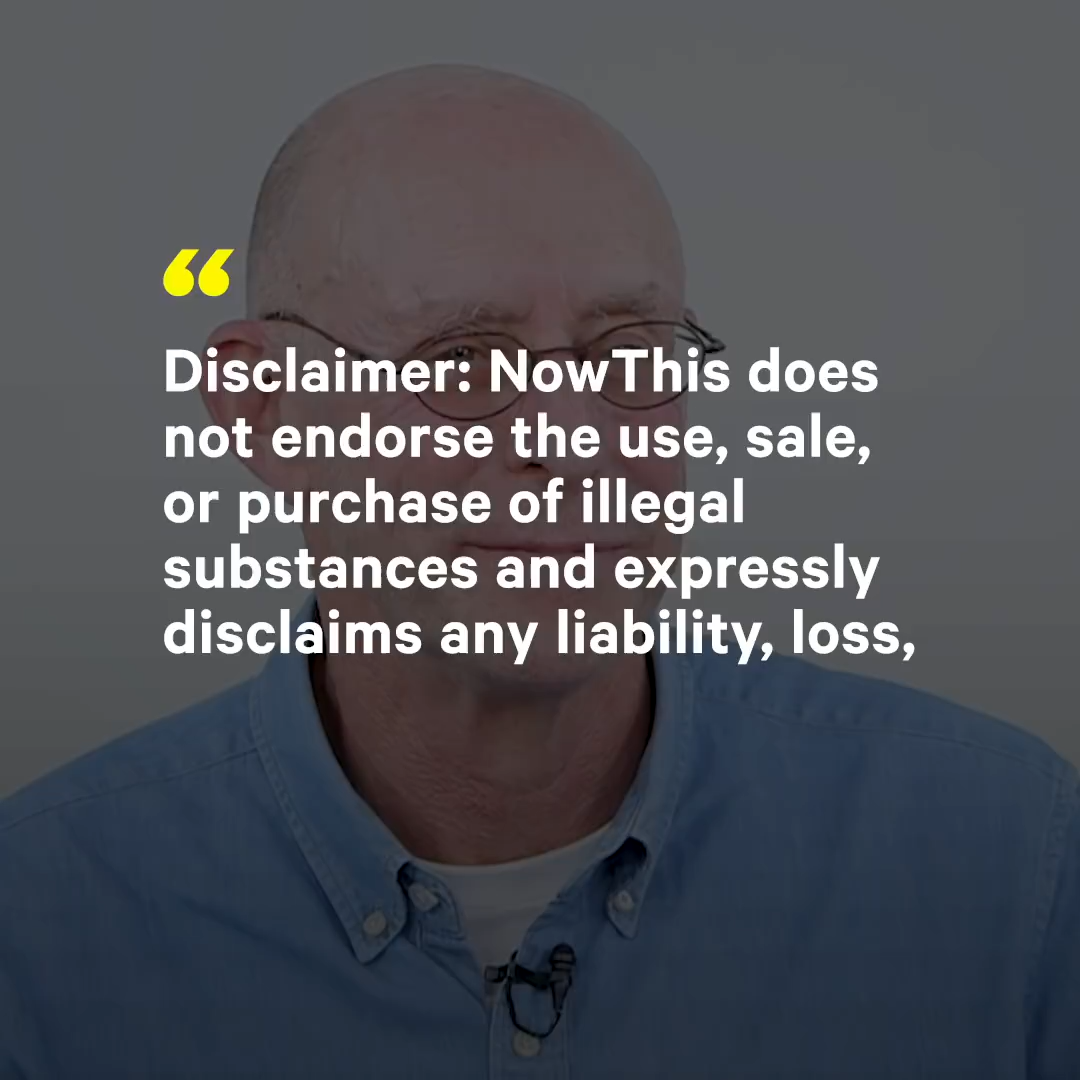 “
Disclaimer: NowThis does
not endorse the use, sale,
or purchase of illegal
substances and expressly
disclaims any liability, loss,